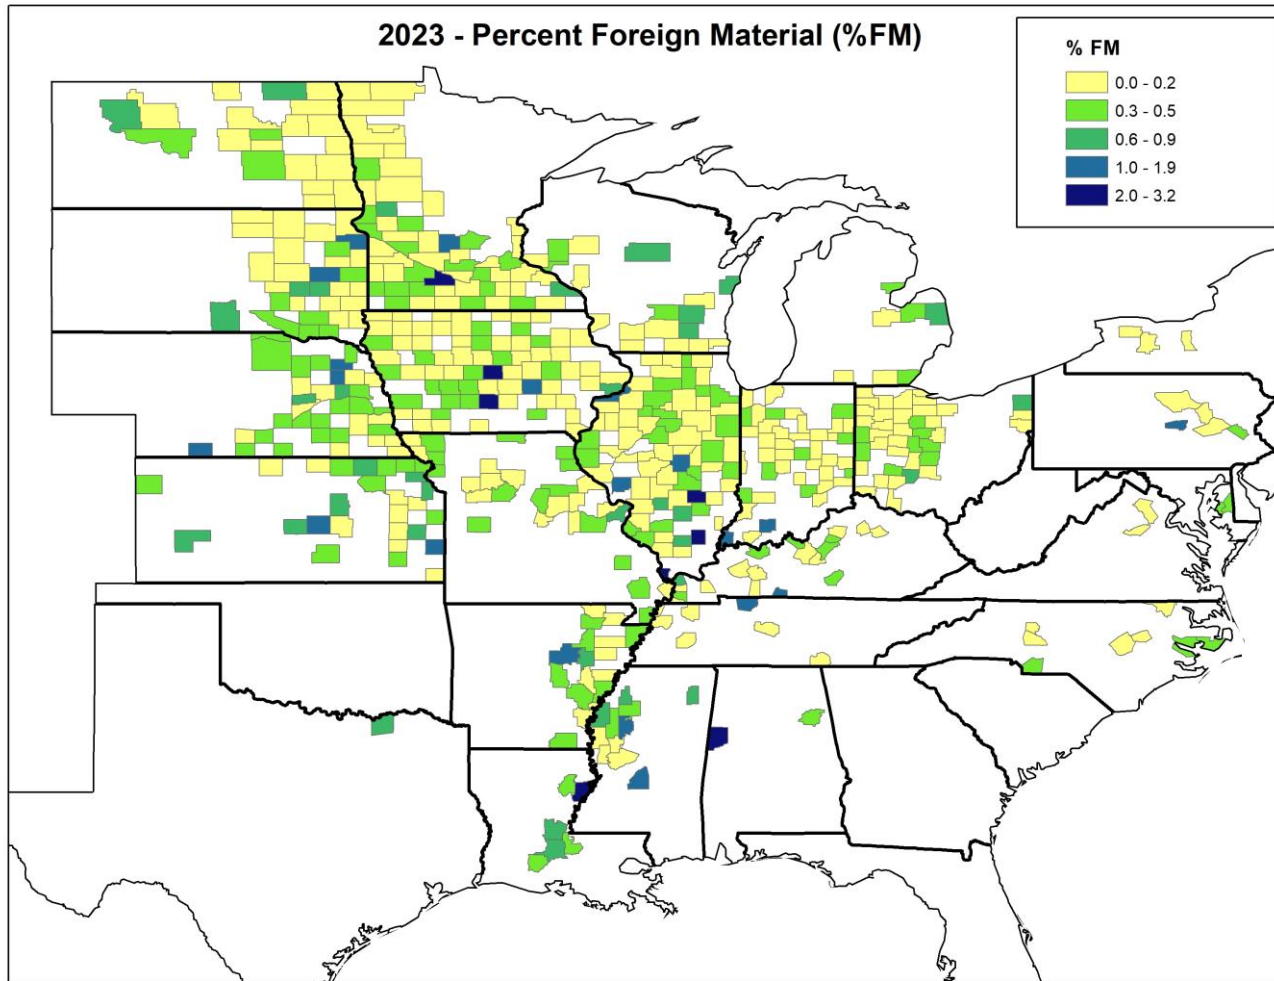 2023 - Percent Foreign Material (%FM)
% FM
0.0 - 0.2
0.3 - 0.5
0.6 - 0.9
1.0 - 1.9
2.0 - 3.2